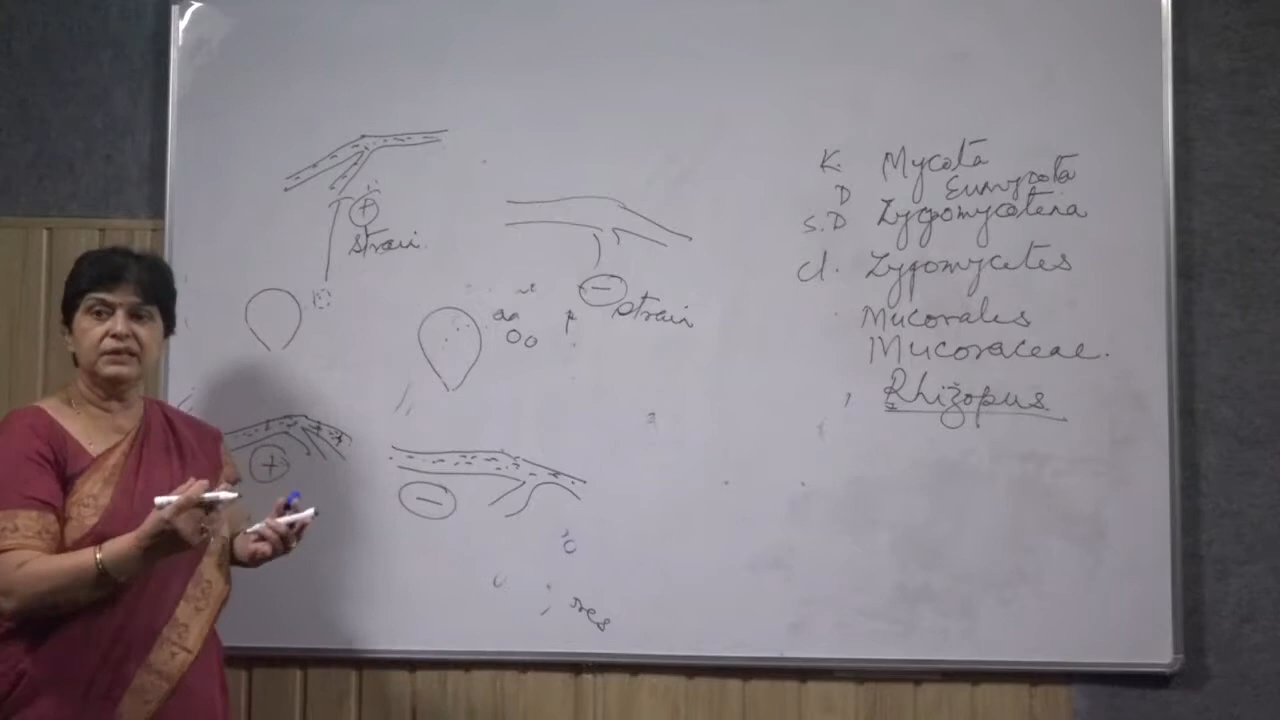 +
strain
− strain
+
−
K. Mycota
D Eumycota
S.D Zygomycotina
Cl. Zygomycetes
Mucorales
Mucoraceae.
Rhizopus